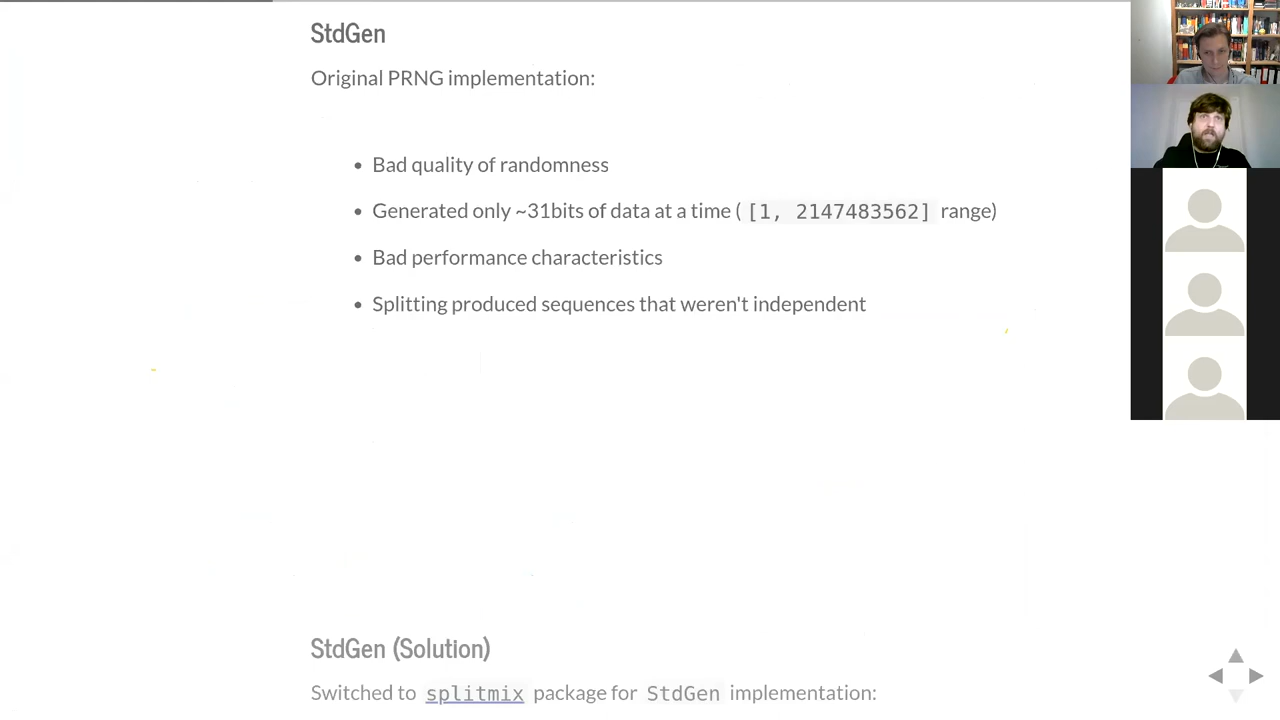 StdGen
Original PRNG implementation:
• Bad quality of randomness
• Generated only ~31bits of data at a time ( [1, 2147483562] range)
• Bad performance characteristics
• Splitting produced sequences that weren't independent
StdGen (Solution)
Switched to splitmix package for StdGen implementation: